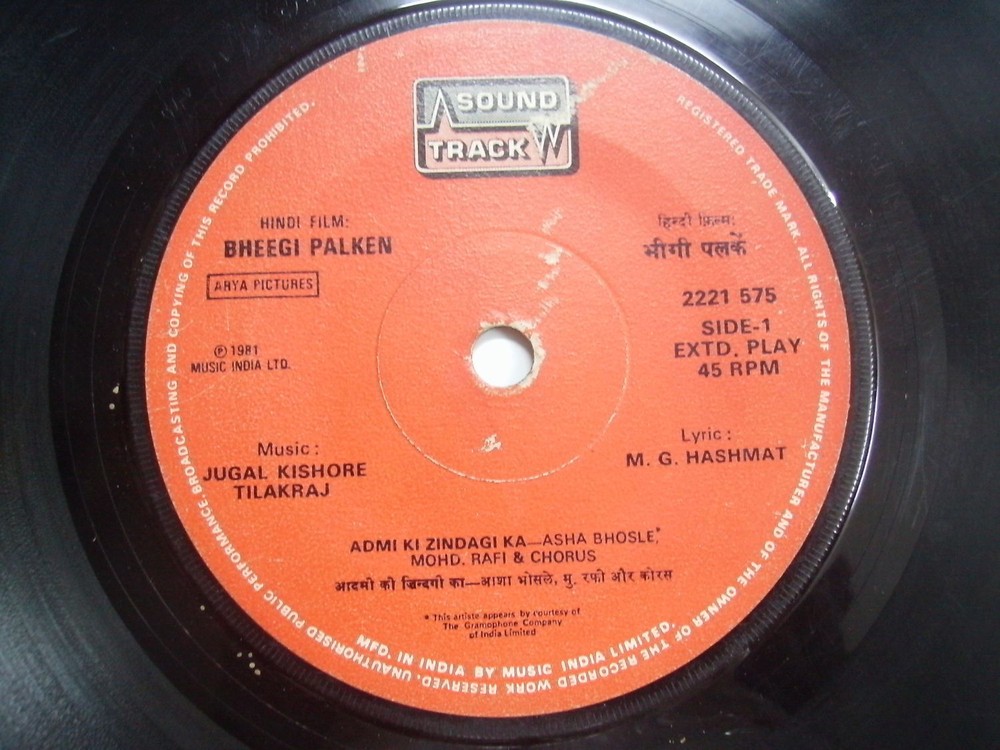 SOUND
TRACK
HINDI FILM:
BHEEGI PALKEN
ARYA PICTURES
℗ 1981
MUSIC INDIA LTD.
हिन्दी फ़िल्म:
भीगी पलकें
2221 575
SIDE-1
EXTD. PLAY
45 RPM
Music :
JUGAL KISHORE
TILAKRAJ
Lyric :
M. G. HASHMAT
ADMI KI ZINDAGI KA—ASHA BHOSLE,*
MOHD. RAFI & CHORUS
आदमी की ज़िन्दगी का—आशा भोसले, मु. रफी और कोरस
* This artiste appears by courtesy of
The Gramophone Company
of India Limited
MFD. IN INDIA BY MUSIC INDIA LIMITED.
REGISTERED TRADE MARK. ALL RIGHTS OF THE MANUFACTURER AND OF THE OWNER OF THE RECORDED WORK RESERVED. UNAUTHORISED PUBLIC PERFORMANCE, BROADCASTING AND COPYING OF THIS RECORD PROHIBITED.